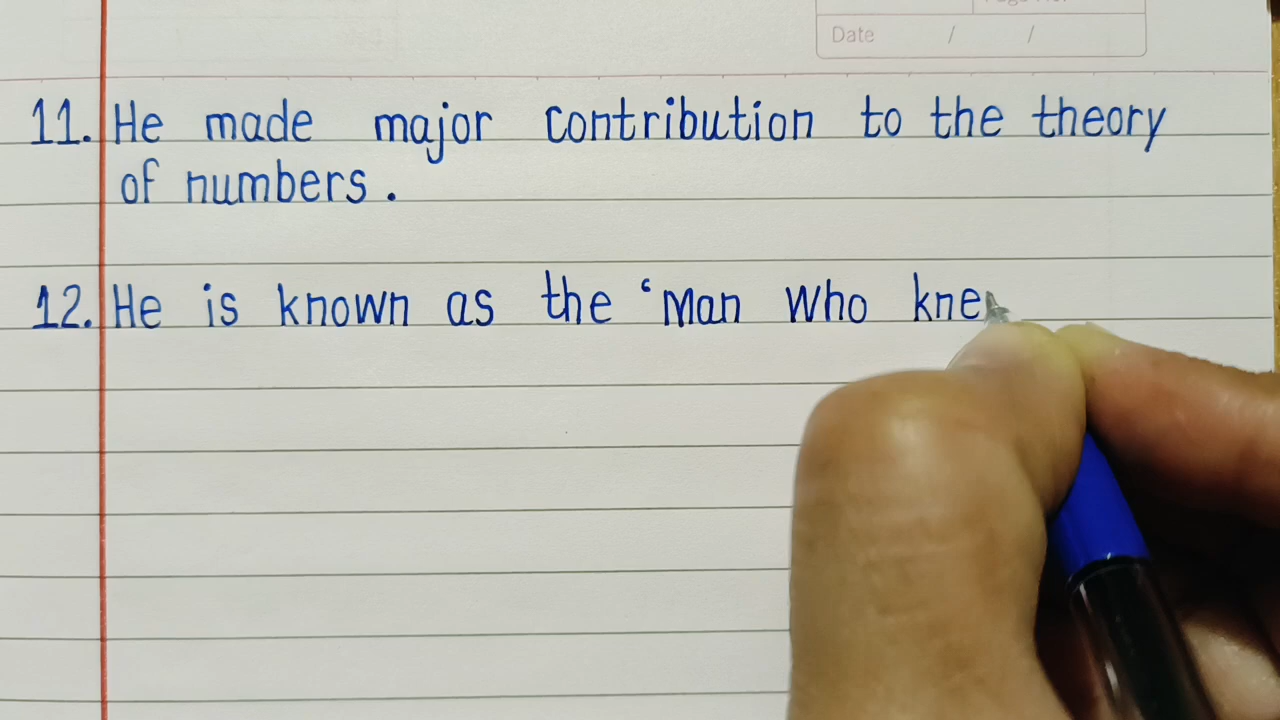 Date / /
11. He made major contribution to the theory
of numbers.
12. He is known as the ‘Man who kne